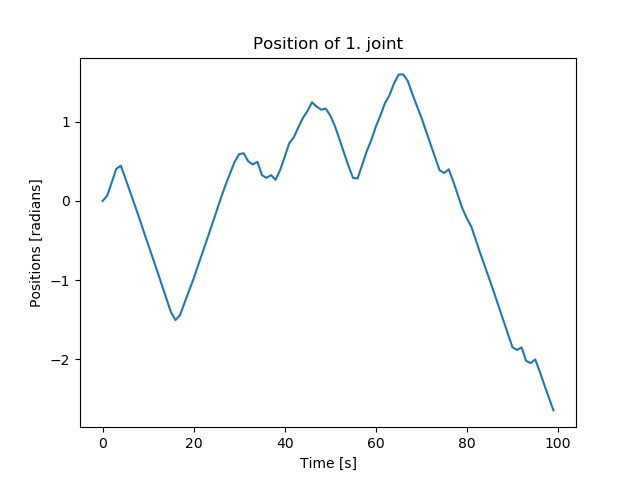 Position of 1. joint
Positions [radians]
1
0
−1
−2
0 20 40 60 80 100
Time [s]